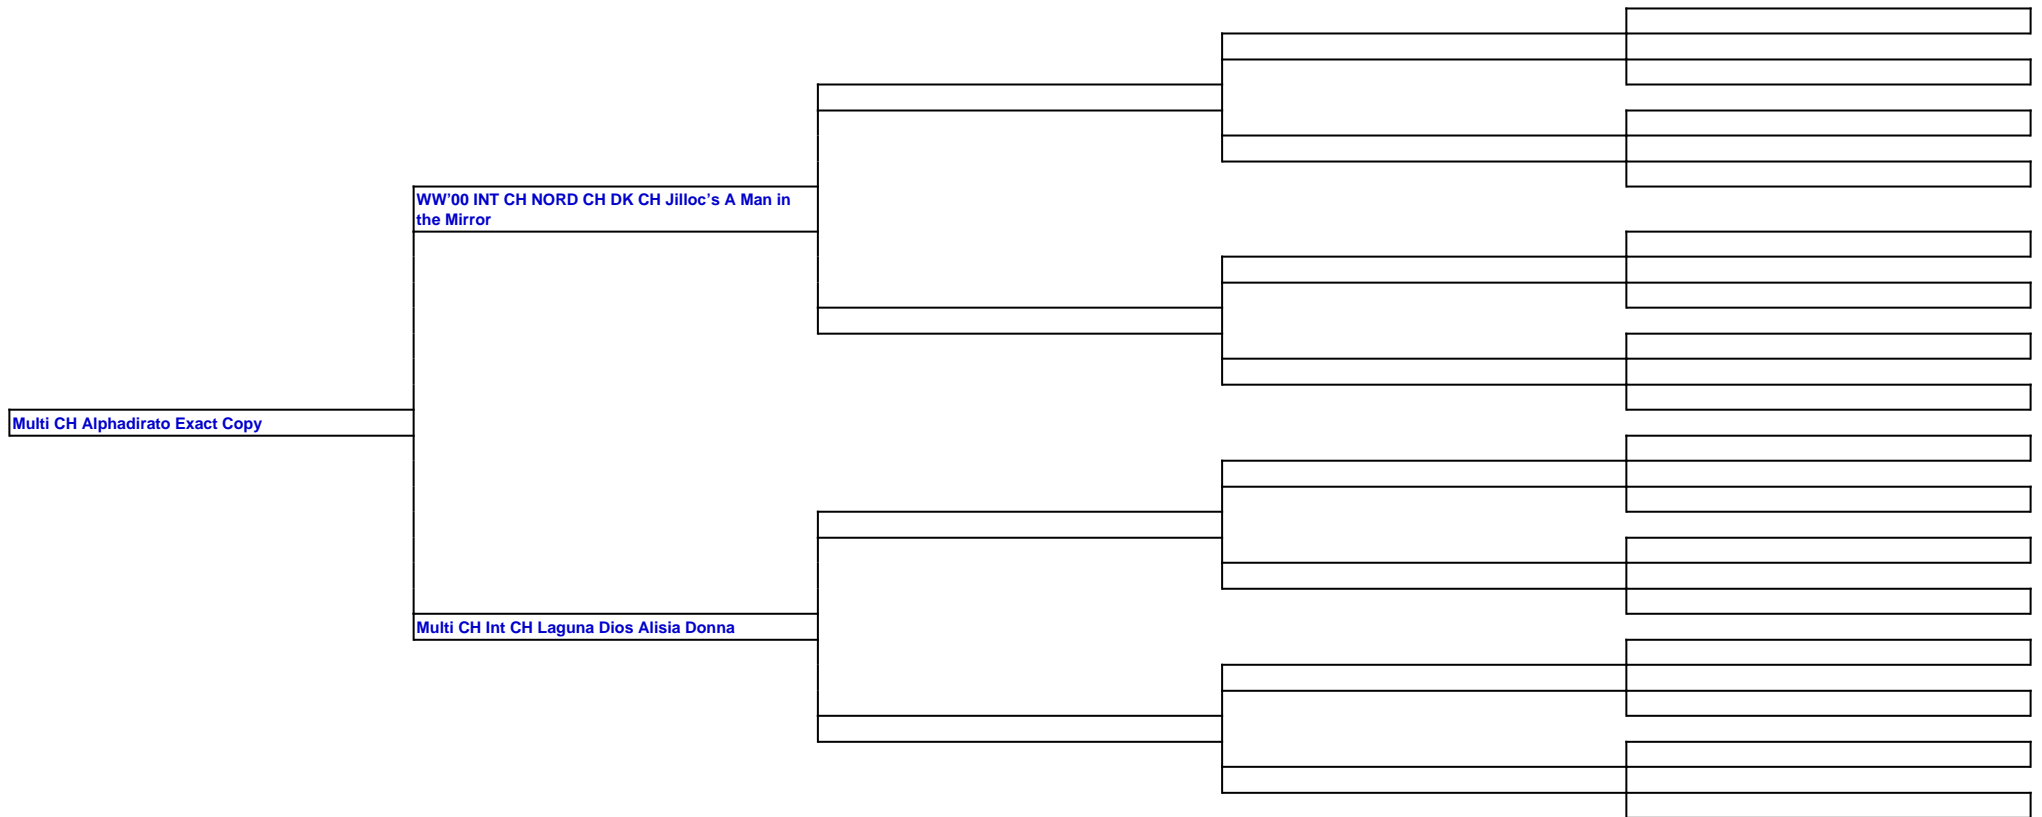 WW’00 INT CH NORD CH DK CH Jilloc’s A Man in
the Mirror
Multi CH Alphadirato Exact Copy
Multi CH Int CH Laguna Dios Alisia Donna